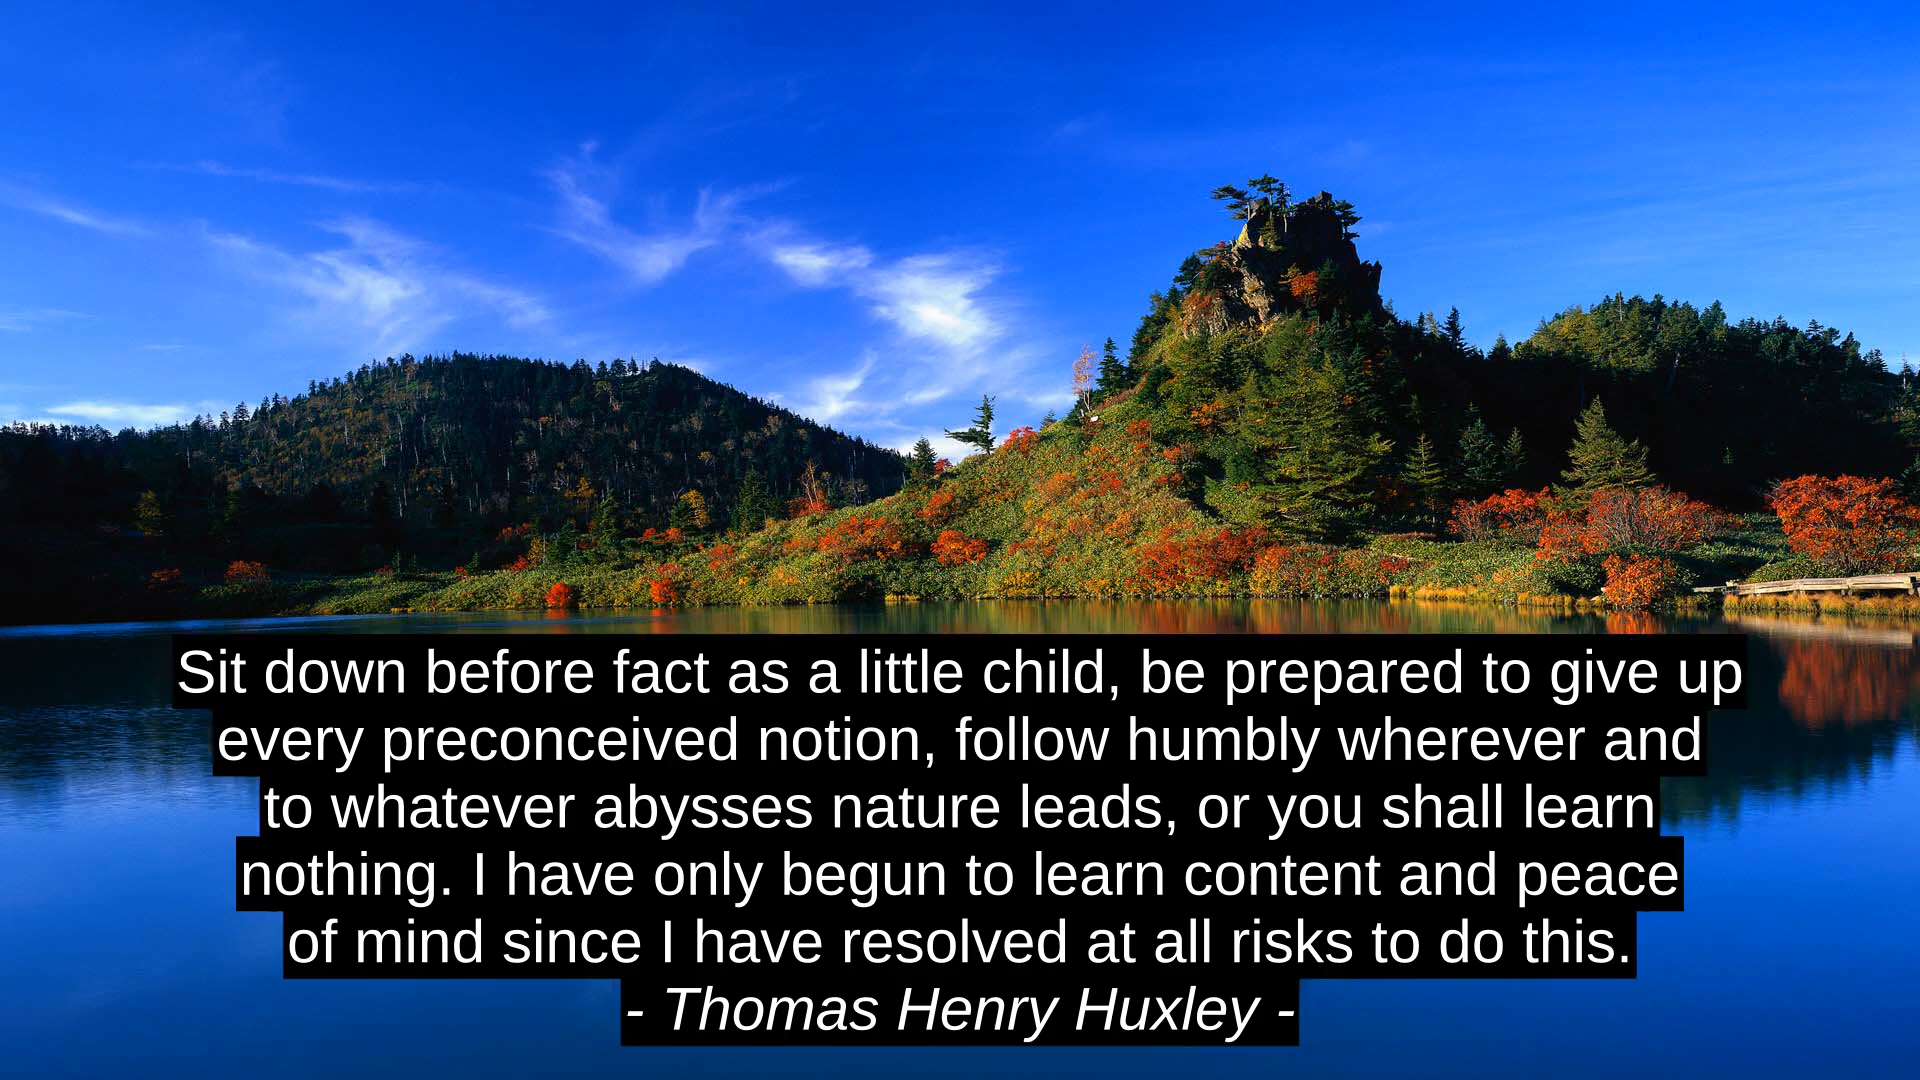 Sit down before fact as a little child, be prepared to give up
every preconceived notion, follow humbly wherever and
to whatever abysses nature leads, or you shall learn
nothing. I have only begun to learn content and peace
of mind since I have resolved at all risks to do this.
- Thomas Henry Huxley -